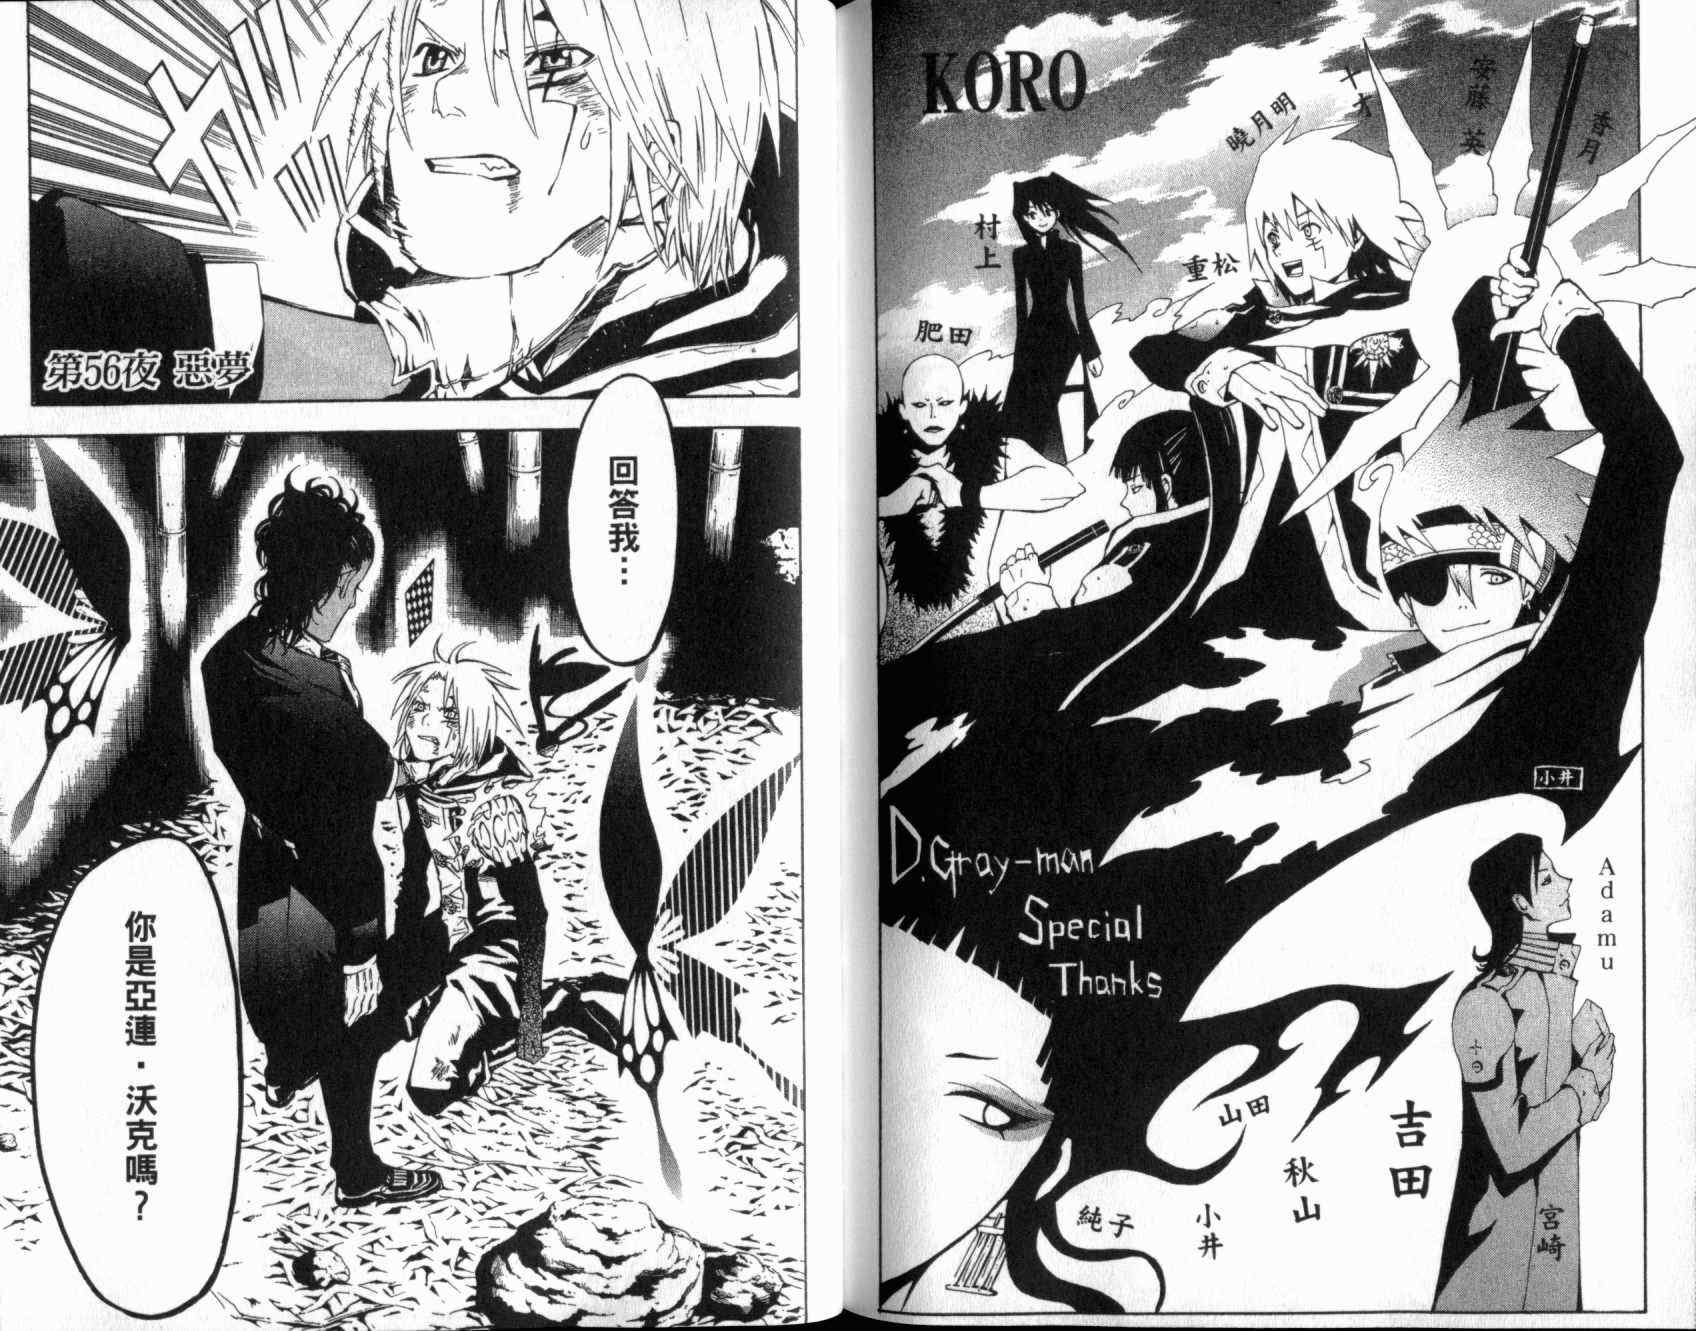 KORO
安藤 英
香月
十才
曉月明
重松
村上
肥田
小井
D.Gray-man
Special
Thanks
Adamu
吉田
宮崎
山田
秋山
小井
純子
第56夜 惡夢
回答我…
你是亞連·沃克嗎?